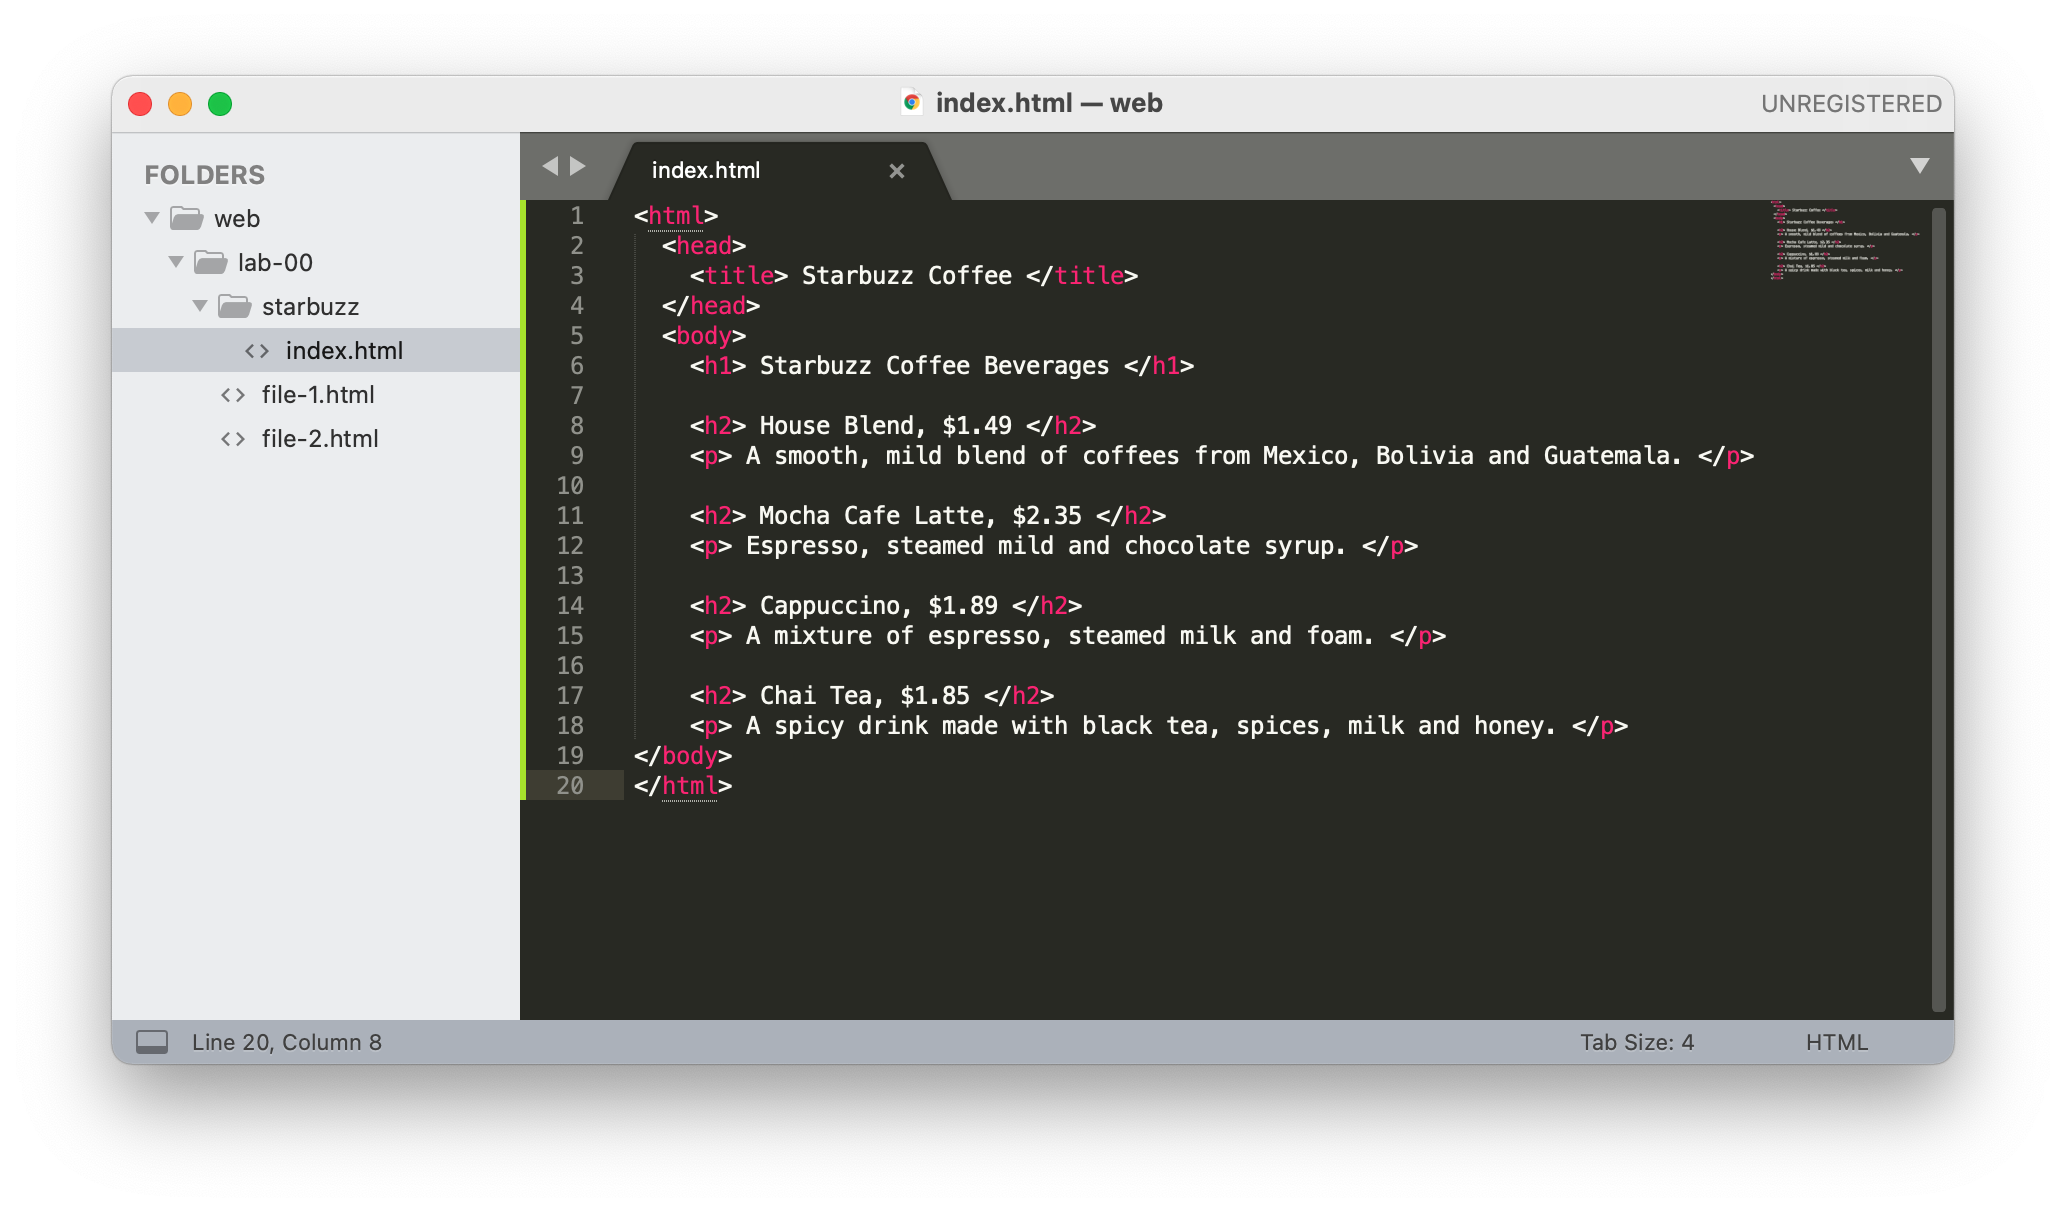 index.html — web
UNREGISTERED
FOLDERS
web
lab-00
starbuzz
index.html
file-1.html
file-2.html
index.html
1 <html>
2 <head>
3 <title> Starbuzz Coffee </title>
4 </head>
5 <body>
6 <h1> Starbuzz Coffee Beverages </h1>
7
8 <h2> House Blend, $1.49 </h2>
9 <p> A smooth, mild blend of coffees from Mexico, Bolivia and Guatemala. </p>
10
11 <h2> Mocha Cafe Latte, $2.35 </h2>
12 <p> Espresso, steamed mild and chocolate syrup. </p>
13
14 <h2> Cappuccino, $1.89 </h2>
15 <p> A mixture of espresso, steamed milk and foam. </p>
16
17 <h2> Chai Tea, $1.85 </h2>
18 <p> A spicy drink made with black tea, spices, milk and honey. </p>
19 </body>
20 </html>
Line 20, Column 8
Tab Size: 4
HTML